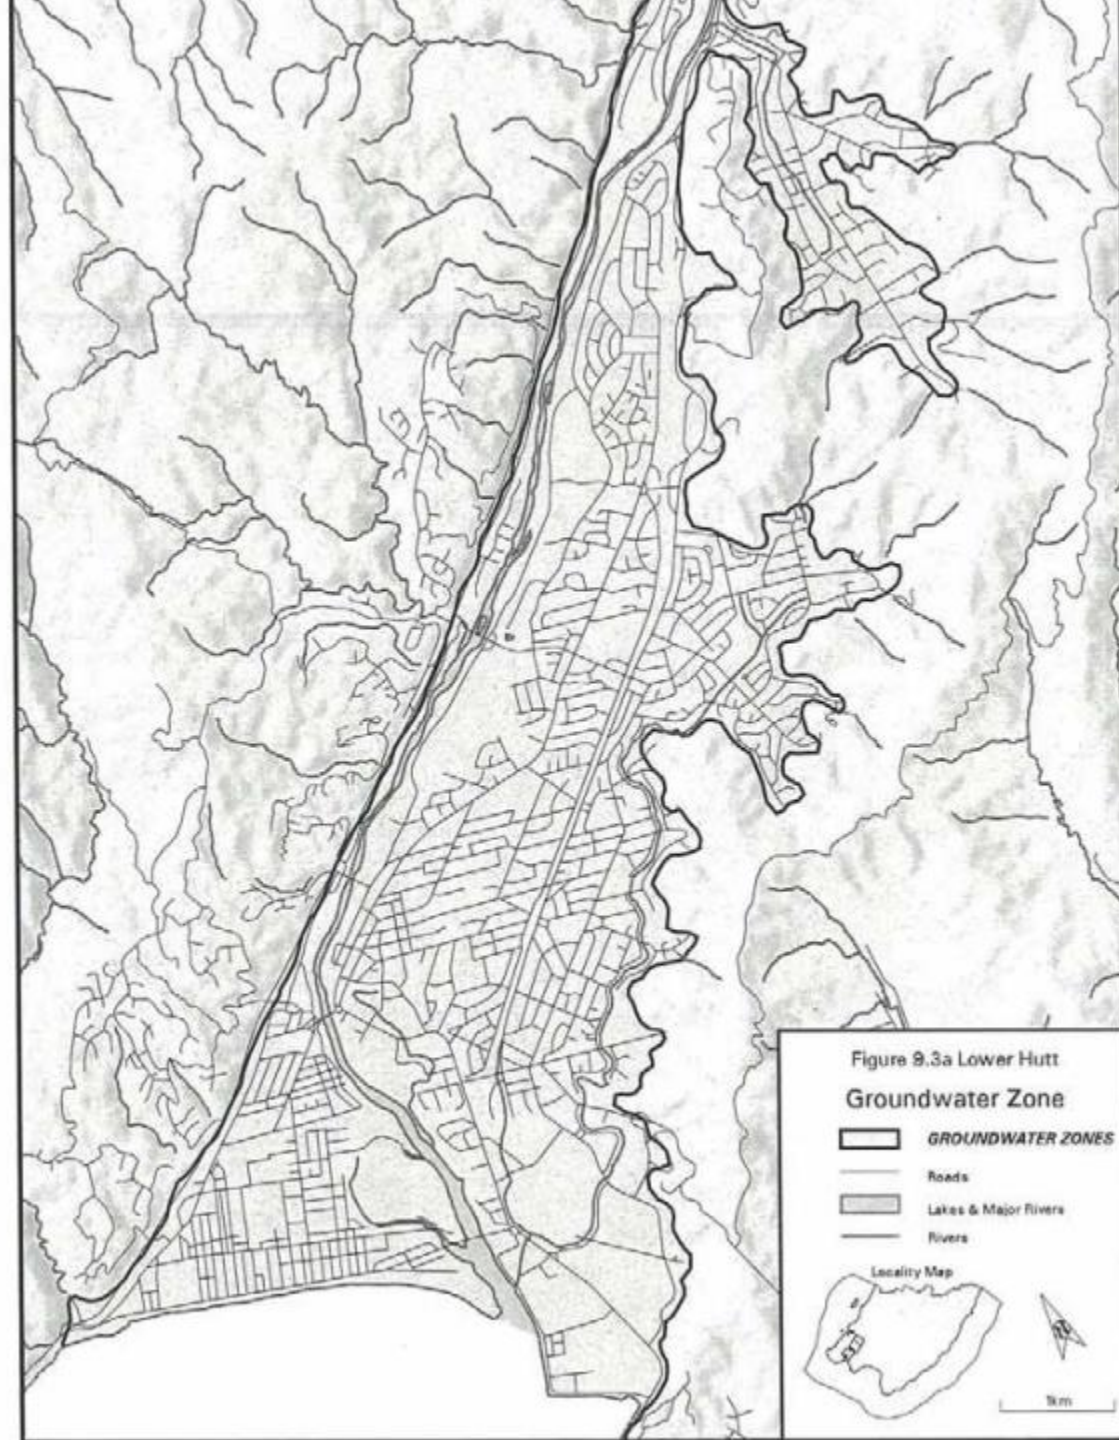 Figure 9.3a Lower Hutt
Groundwater Zone
GROUNDWATER ZONES
Roads
Lakes & Major Rivers
Rivers
Locality Map
N
1km